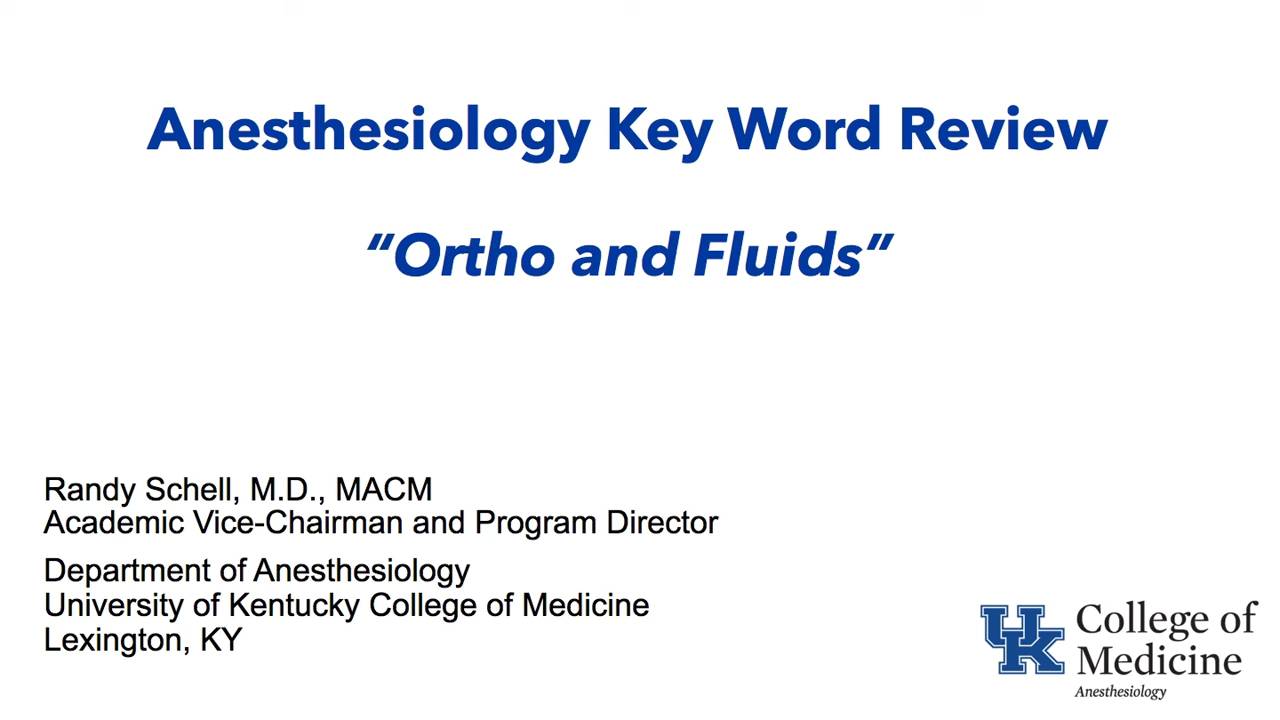 Anesthesiology Key Word Review
“Ortho and Fluids”
Randy Schell, M.D., MACM
Academic Vice-Chairman and Program Director
Department of Anesthesiology
University of Kentucky College of Medicine
Lexington, KY
UK
College of
Medicine
Anesthesiology